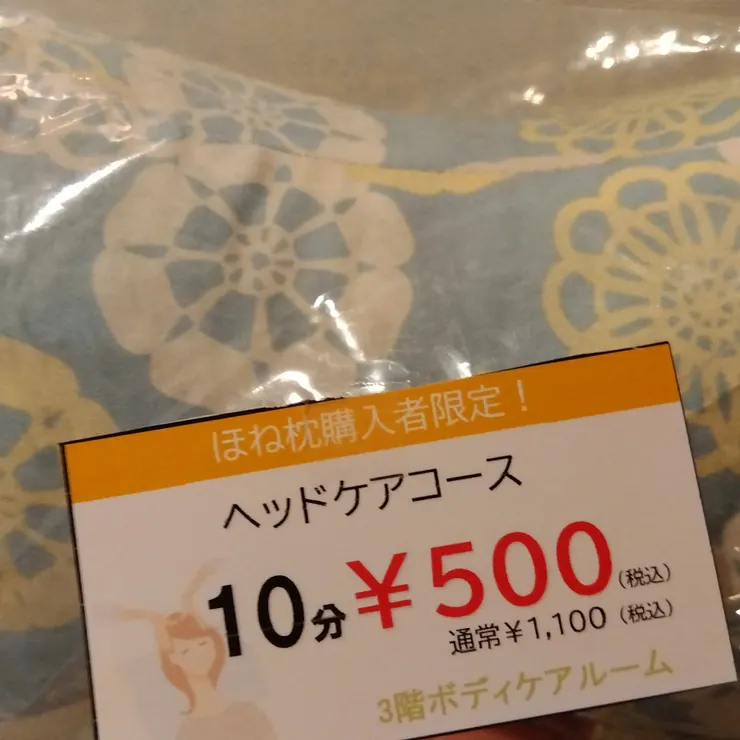 ほね枕購入者限定！
ヘッドケアコース
10分¥500(税込)
通常¥1,100(税込)
3階ボディケアルーム